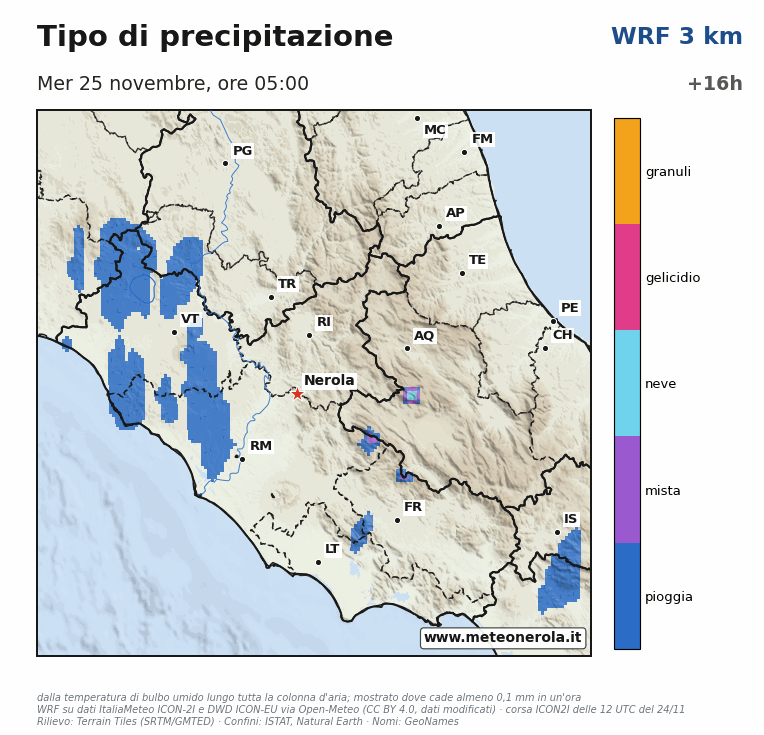 Tipo di precipitazione
WRF 3 km
Mer 25 novembre, ore 05:00
+16h
MC
FM
PG
AP
TE
TR
PE
VT
RI
AQ
CH
Nerola
RM
FR
IS
LT
www.meteonerola.it
granuli
gelicidio
neve
mista
pioggia
dalla temperatura di bulbo umido lungo tutta la colonna d'aria; mostrato dove cade almeno 0,1 mm in un'ora
WRF su dati ItaliaMeteo ICON-2I e DWD ICON-EU via Open-Meteo (CC BY 4.0, dati modificati) · corsa ICON2I delle 12 UTC del 24/11
Rilievo: Terrain Tiles (SRTM/GMTED) · Confini: ISTAT, Natural Earth · Nomi: GeoNames